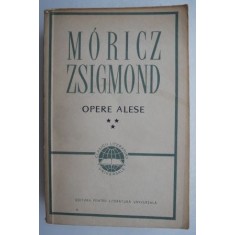 MÓRICZ
ZSIGMOND
OPERE ALESE
EDITURA PENTRU LITERATURĂ UNIVERSALĂ